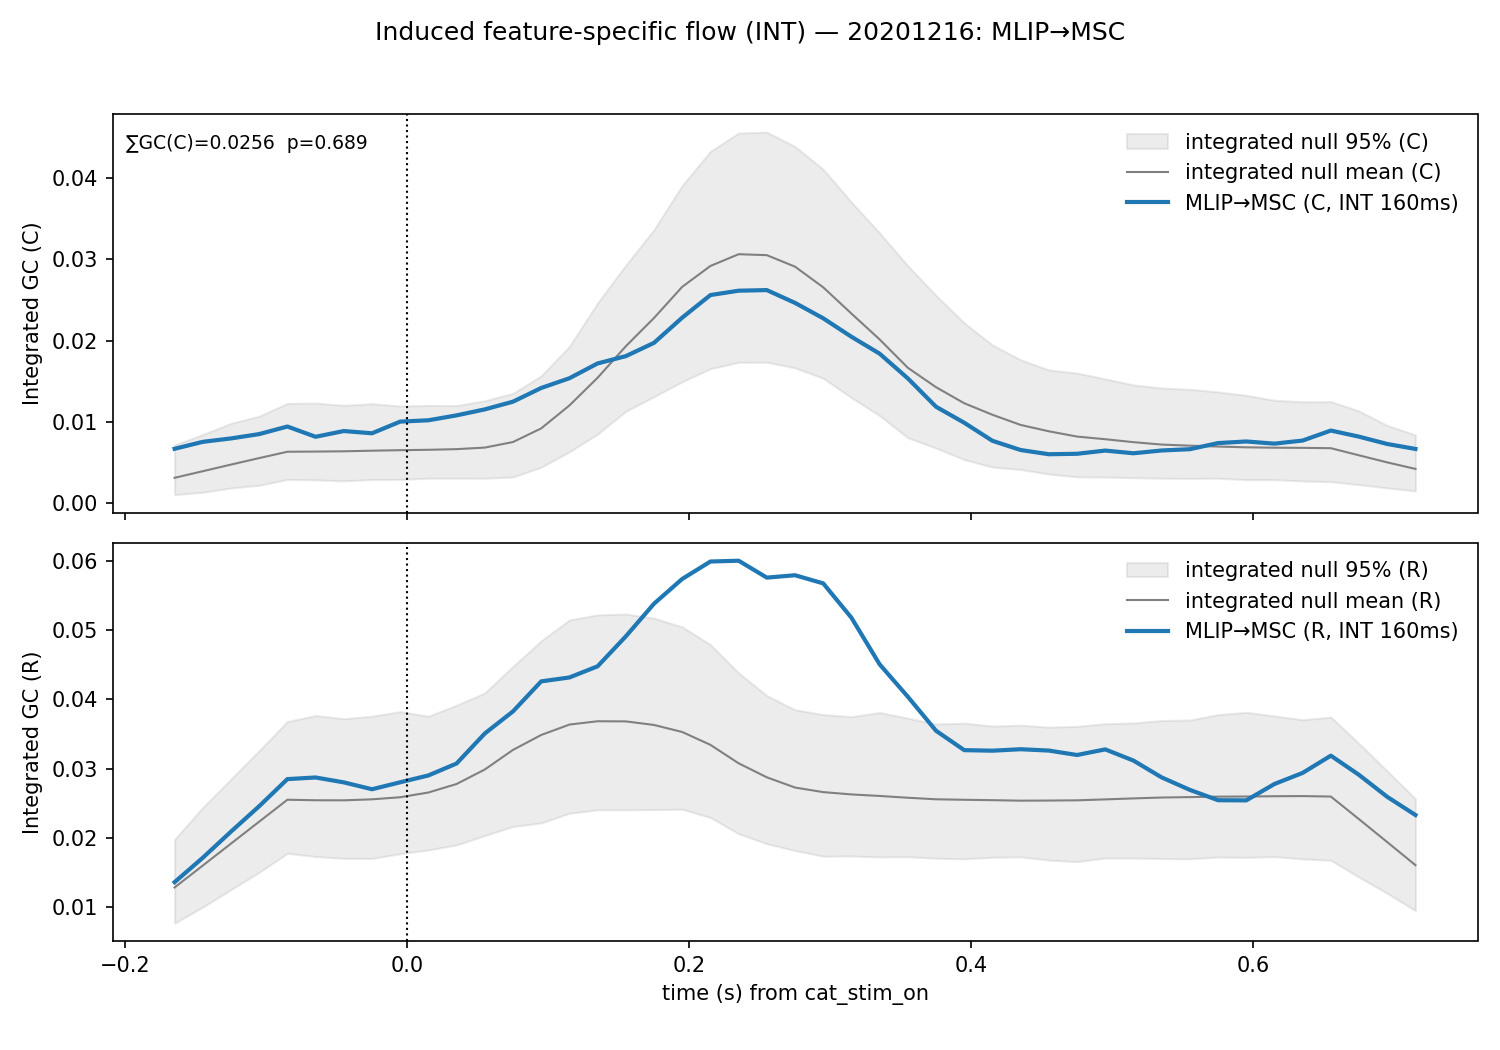 Induced feature-specific flow (INT) — 20201216: MLIP→MSC
∑GC(C)=0.0256  p=0.689
integrated null 95% (C)
integrated null mean (C)
MLIP→MSC (C, INT 160ms)
Integrated GC (C)
0.04
0.03
0.02
0.01
0.00
integrated null 95% (R)
integrated null mean (R)
MLIP→MSC (R, INT 160ms)
Integrated GC (R)
0.06
0.05
0.04
0.03
0.02
0.01
−0.2 0.0 0.2 0.4 0.6
time (s) from cat_stim_on